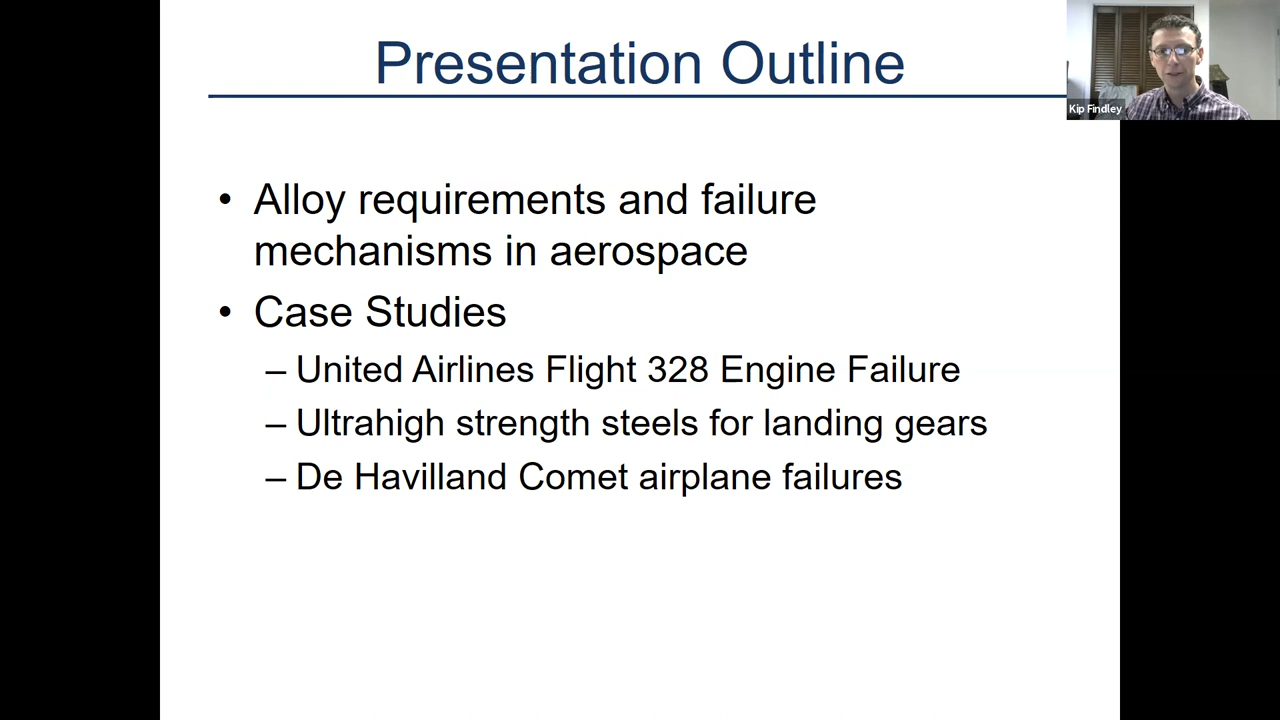 Presentation Outline
Kip Findley
• Alloy requirements and failure
mechanisms in aerospace
• Case Studies
– United Airlines Flight 328 Engine Failure
– Ultrahigh strength steels for landing gears
– De Havilland Comet airplane failures